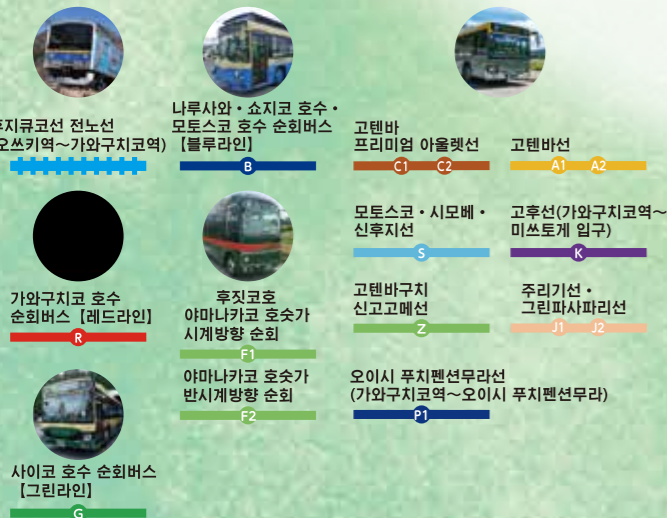 후지큐코선 전노선
(오쓰키역~가와구치코역)
나루사와・쇼지코 호수・
모토스코 호수 순회버스
【블루라인】
B
고텐바
프리미엄 아울렛선
C1 C2
고텐바선
A1 A2
가와구치코 호수
순회버스【레드라인】
R
후짓코호
야마나카코 호숫가
시계방향 순회
F1
야마나카코 호숫가
반시계방향 순회
F2
모토스코・시모베・
신후지선
S
고후선(가와구치코역~
미쓰토게 입구)
K
고텐바구치
신고고메선
Z
주리기선・
그린파사파리선
J1 J2
오이시 푸치펜션무라선
(가와구치코역~오이시 푸치펜션무라)
P1
사이코 호수 순회버스
【그린라인】
G